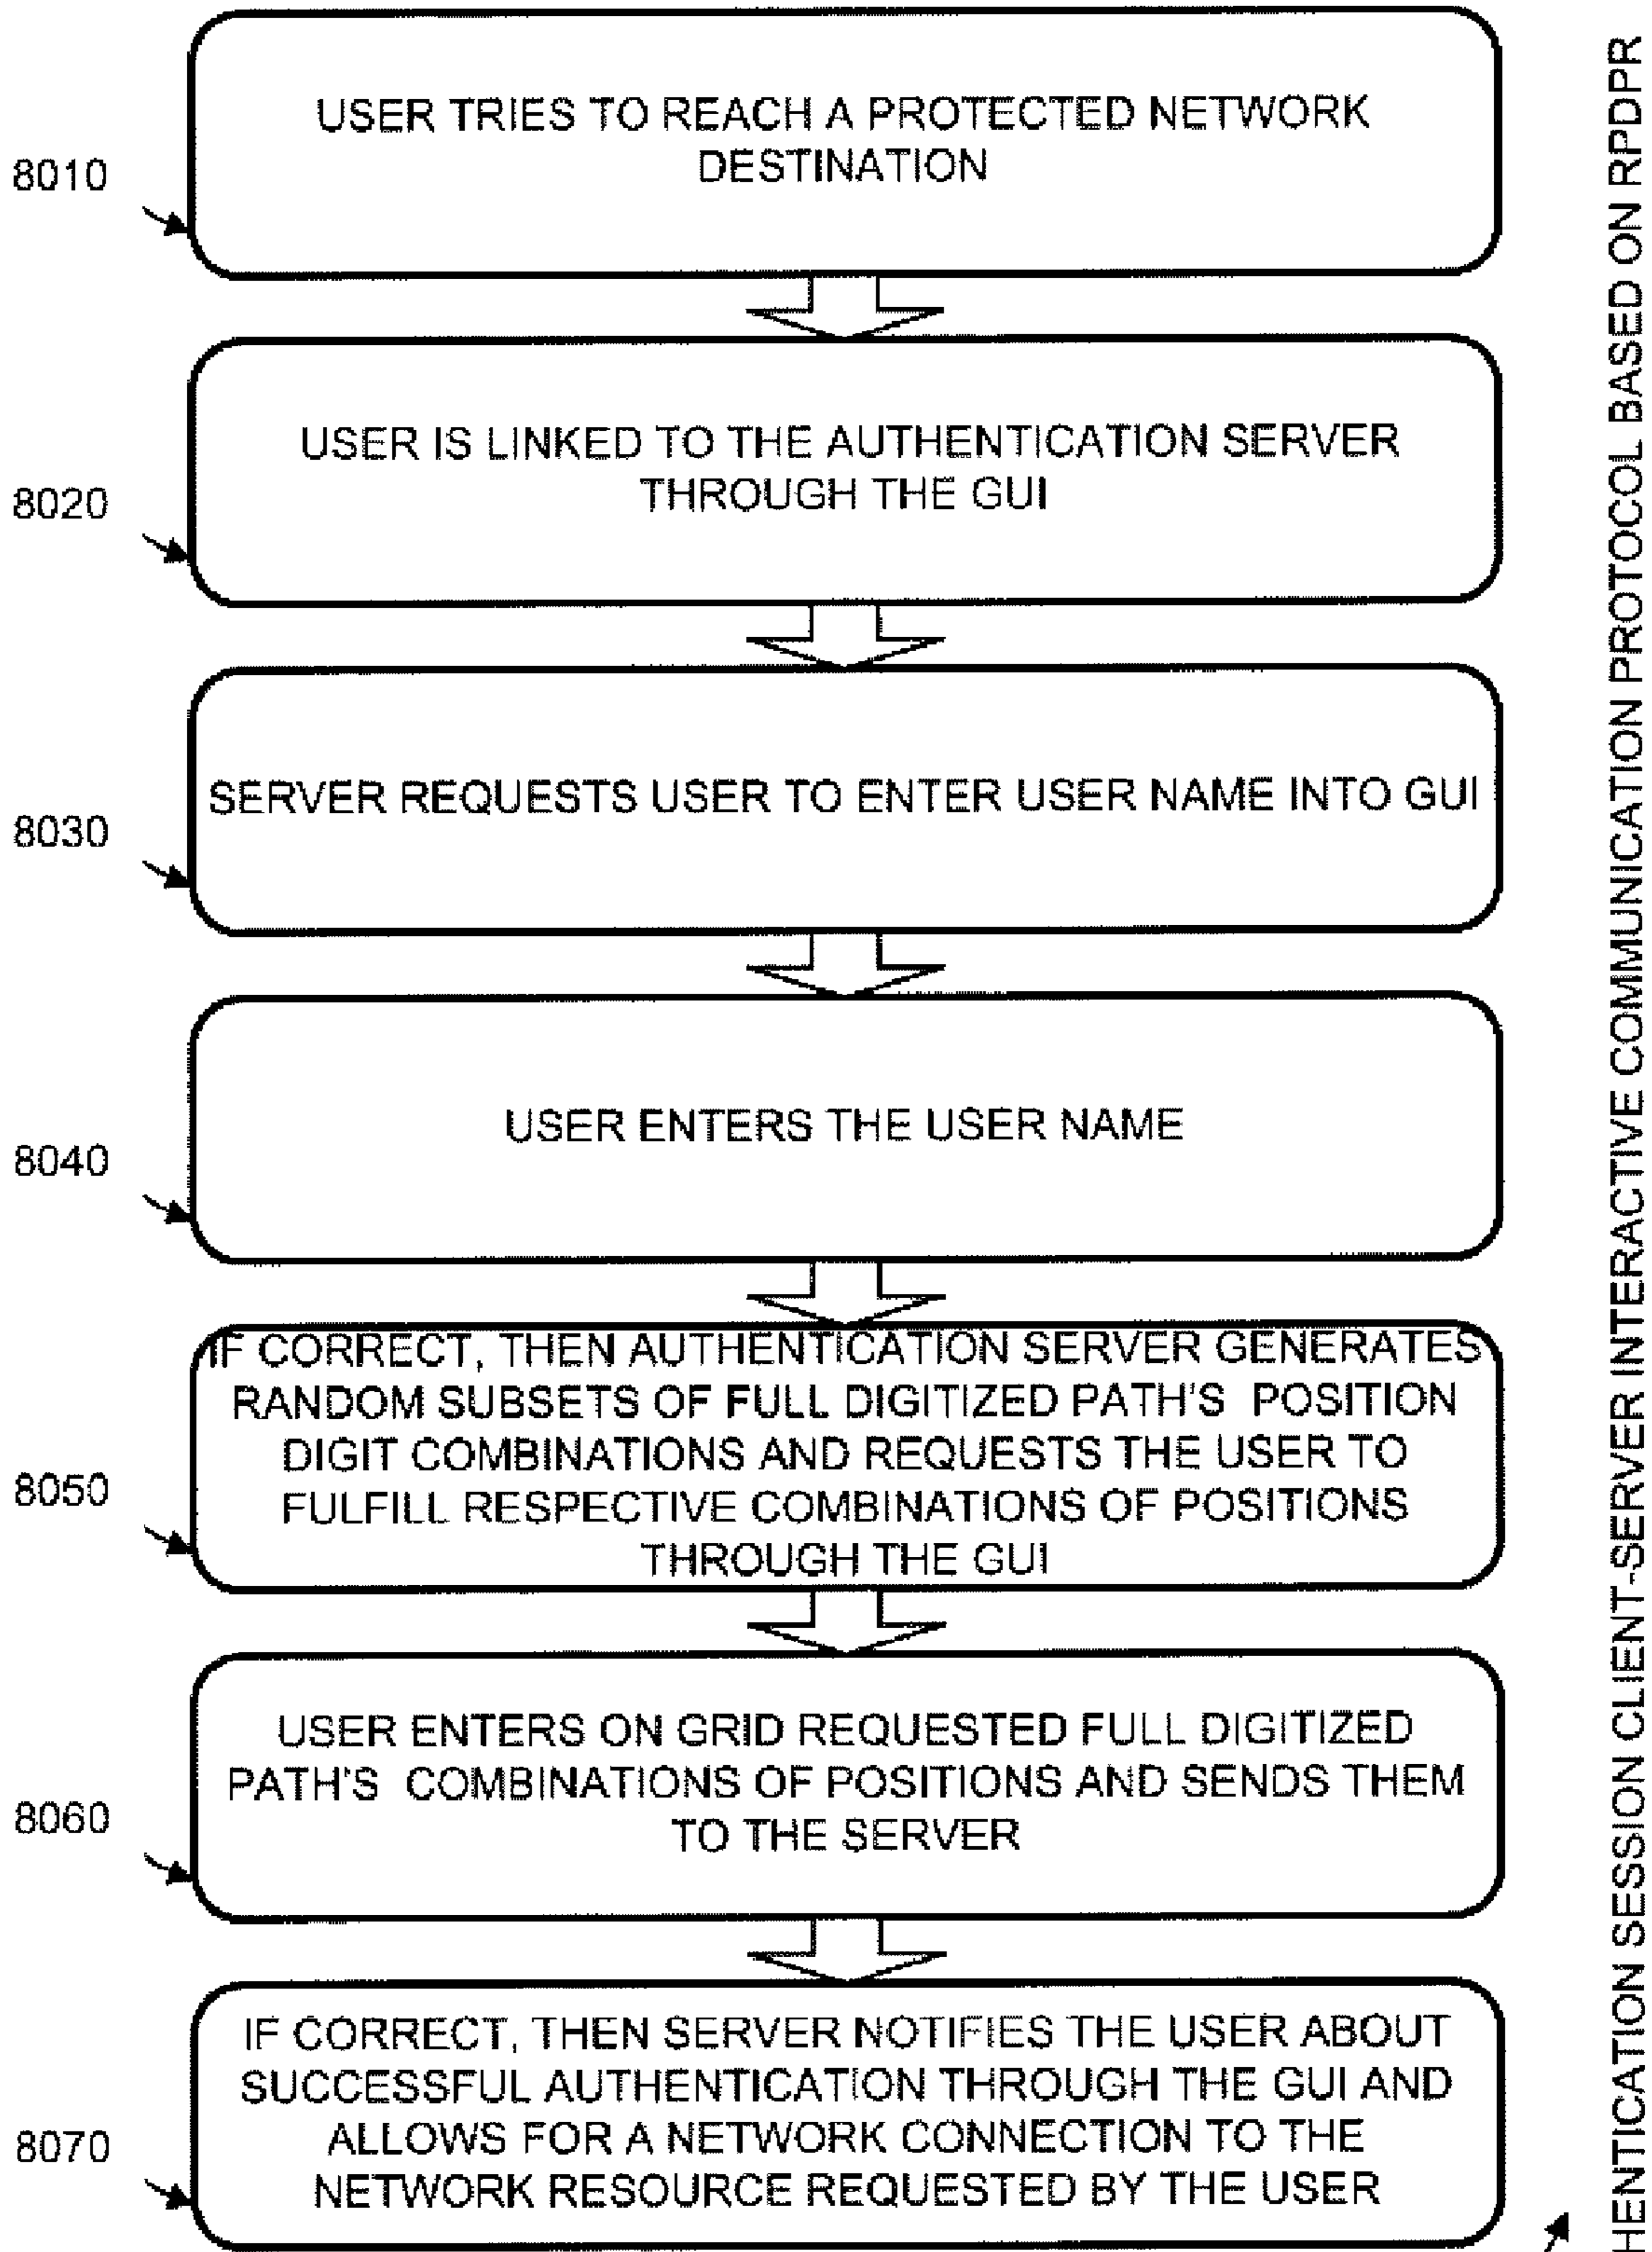 8010
USER TRIES TO REACH A PROTECTED NETWORK
DESTINATION
8020
USER IS LINKED TO THE AUTHENTICATION SERVER
THROUGH THE GUI
8030
SERVER REQUESTS USER TO ENTER USER NAME INTO GUI
8040
USER ENTERS THE USER NAME
8050
IF CORRECT, THEN AUTHENTICATION SERVER GENERATES
RANDOM SUBSETS OF FULL DIGITIZED PATH'S POSITION
DIGIT COMBINATIONS AND REQUESTS THE USER TO
FULFILL RESPECTIVE COMBINATIONS OF POSITIONS
THROUGH THE GUI
8060
USER ENTERS ON GRID REQUESTED FULL DIGITIZED
PATH'S COMBINATIONS OF POSITIONS AND SENDS THEM
TO THE SERVER
8070
IF CORRECT, THEN SERVER NOTIFIES THE USER ABOUT
SUCCESSFUL AUTHENTICATION THROUGH THE GUI AND
ALLOWS FOR A NETWORK CONNECTION TO THE
NETWORK RESOURCE REQUESTED BY THE USER
HENTICATION SESSION CLIENT-SERVER INTERACTIVE COMMUNICATION PROTOCOL BASED ON RPDPR